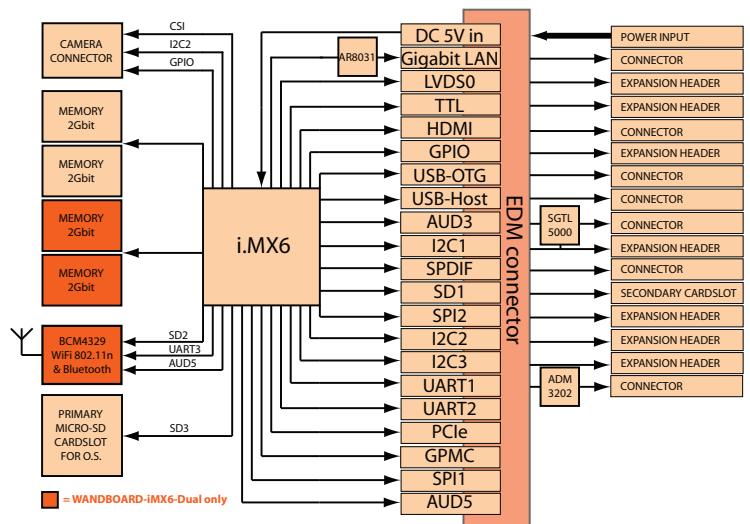 CSI
I2C2
GPIO
CAMERA
CONNECTOR
MEMORY
2Gbit
MEMORY
2Gbit
MEMORY
2Gbit
MEMORY
2Gbit
BCM4329
WiFi 802.11n
& Bluetooth
SD2
UART3
AUD5
PRIMARY
MICRO-SD
CARDSLOT
FOR O.S.
SD3
= WANDBOARD-iMX6-Dual only
i.MX6
AR8031
DC 5V in
Gigabit LAN
LVDS0
TTL
HDMI
GPIO
USB-OTG
USB-Host
AUD3
I2C1
SPDIF
SD1
SPI2
I2C2
I2C3
UART1
UART2
PCIe
GPMC
SPI1
AUD5
EDM connector
SGTL
5000
ADM
3202
POWER INPUT
CONNECTOR
EXPANSION HEADER
EXPANSION HEADER
CONNECTOR
EXPANSION HEADER
CONNECTOR
CONNECTOR
CONNECTOR
EXPANSION HEADER
CONNECTOR
SECONDARY CARDSLOT
EXPANSION HEADER
EXPANSION HEADER
EXPANSION HEADER
CONNECTOR